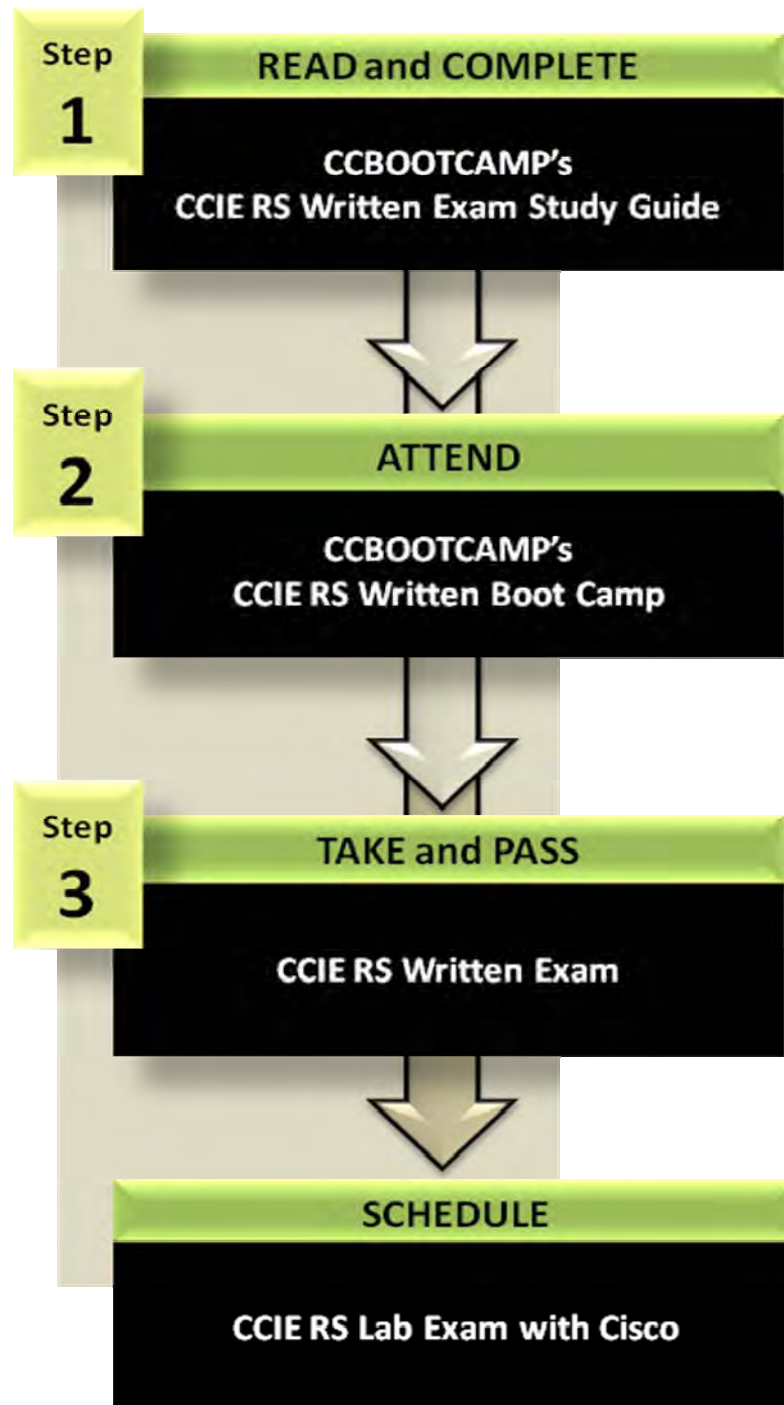 Step
1
READ and COMPLETE
CCBOOTCAMP's
CCIE RS Written Exam Study Guide
Step
2
ATTEND
CCBOOTCAMP's
CCIE RS Written Boot Camp
Step
3
TAKE and PASS
CCIE RS Written Exam
SCHEDULE
CCIE RS Lab Exam with Cisco